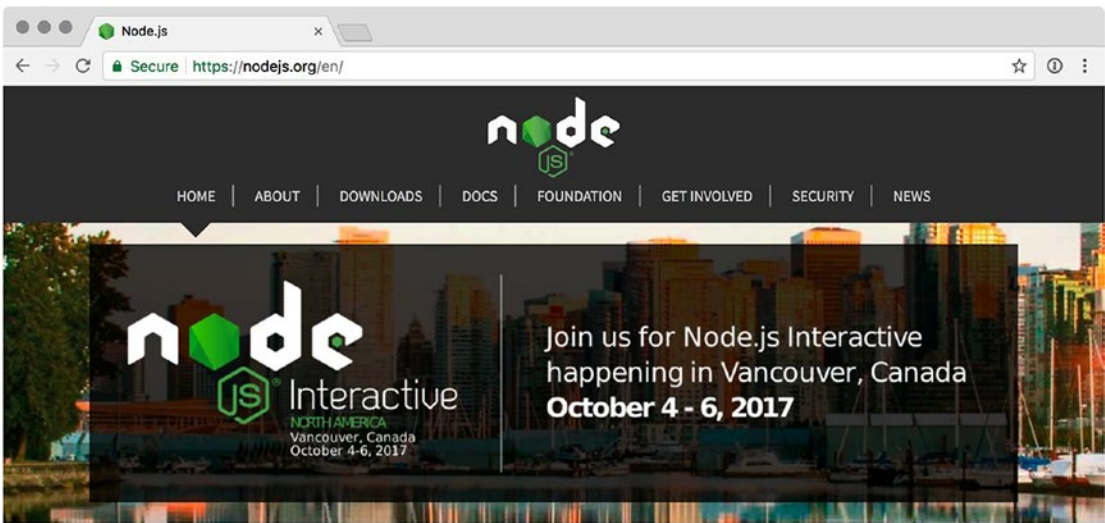 Node.js
Secure https://nodejs.org/en/
node
JS
HOME ABOUT DOWNLOADS DOCS FOUNDATION GET INVOLVED SECURITY NEWS
node
JS Interactive
NORTH AMERICA
Vancouver, Canada
October 4-6, 2017
Join us for Node.js Interactive
happening in Vancouver, Canada
October 4 - 6, 2017